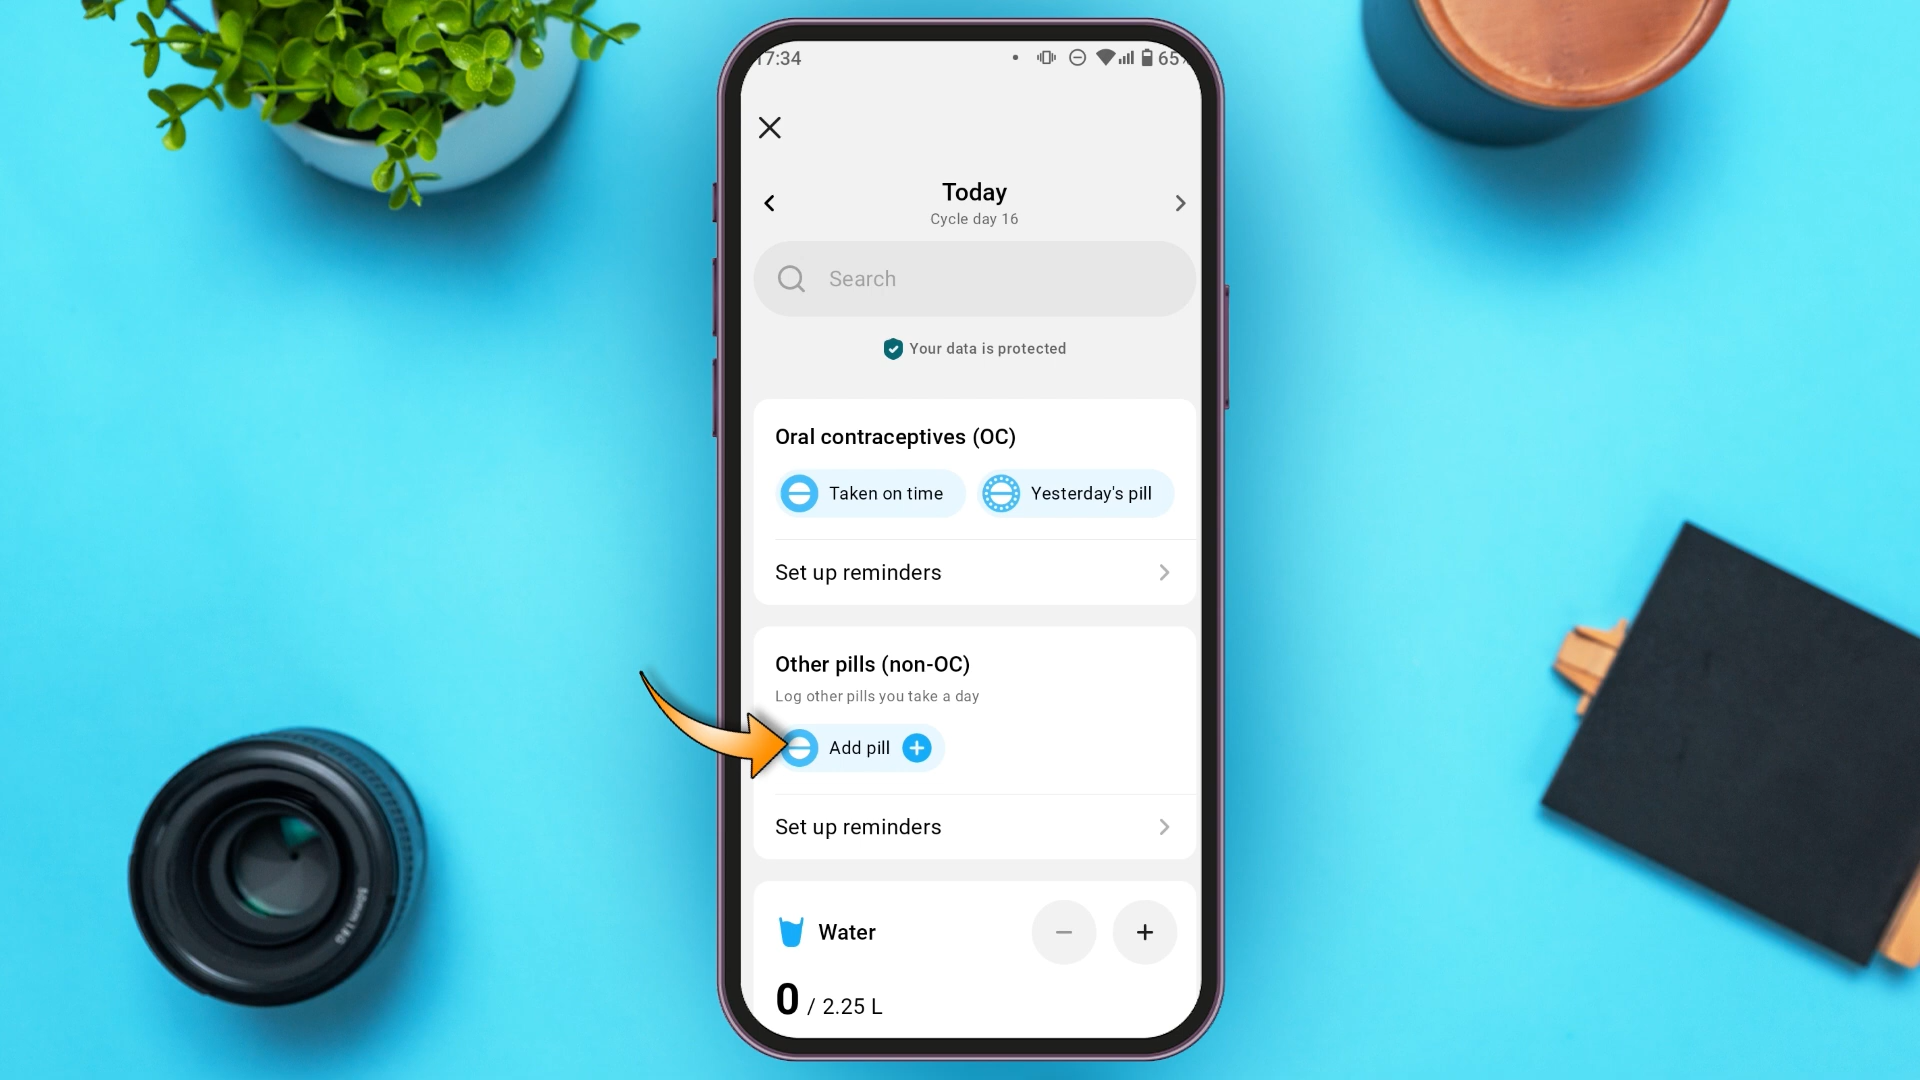 17:34 65%
Today
Cycle day 16
Search
Your data is protected
Oral contraceptives (OC)
Taken on time Yesterday's pill
Set up reminders
Other pills (non-OC)
Log other pills you take a day
Add pill
Set up reminders
Water
0 / 2.25 L